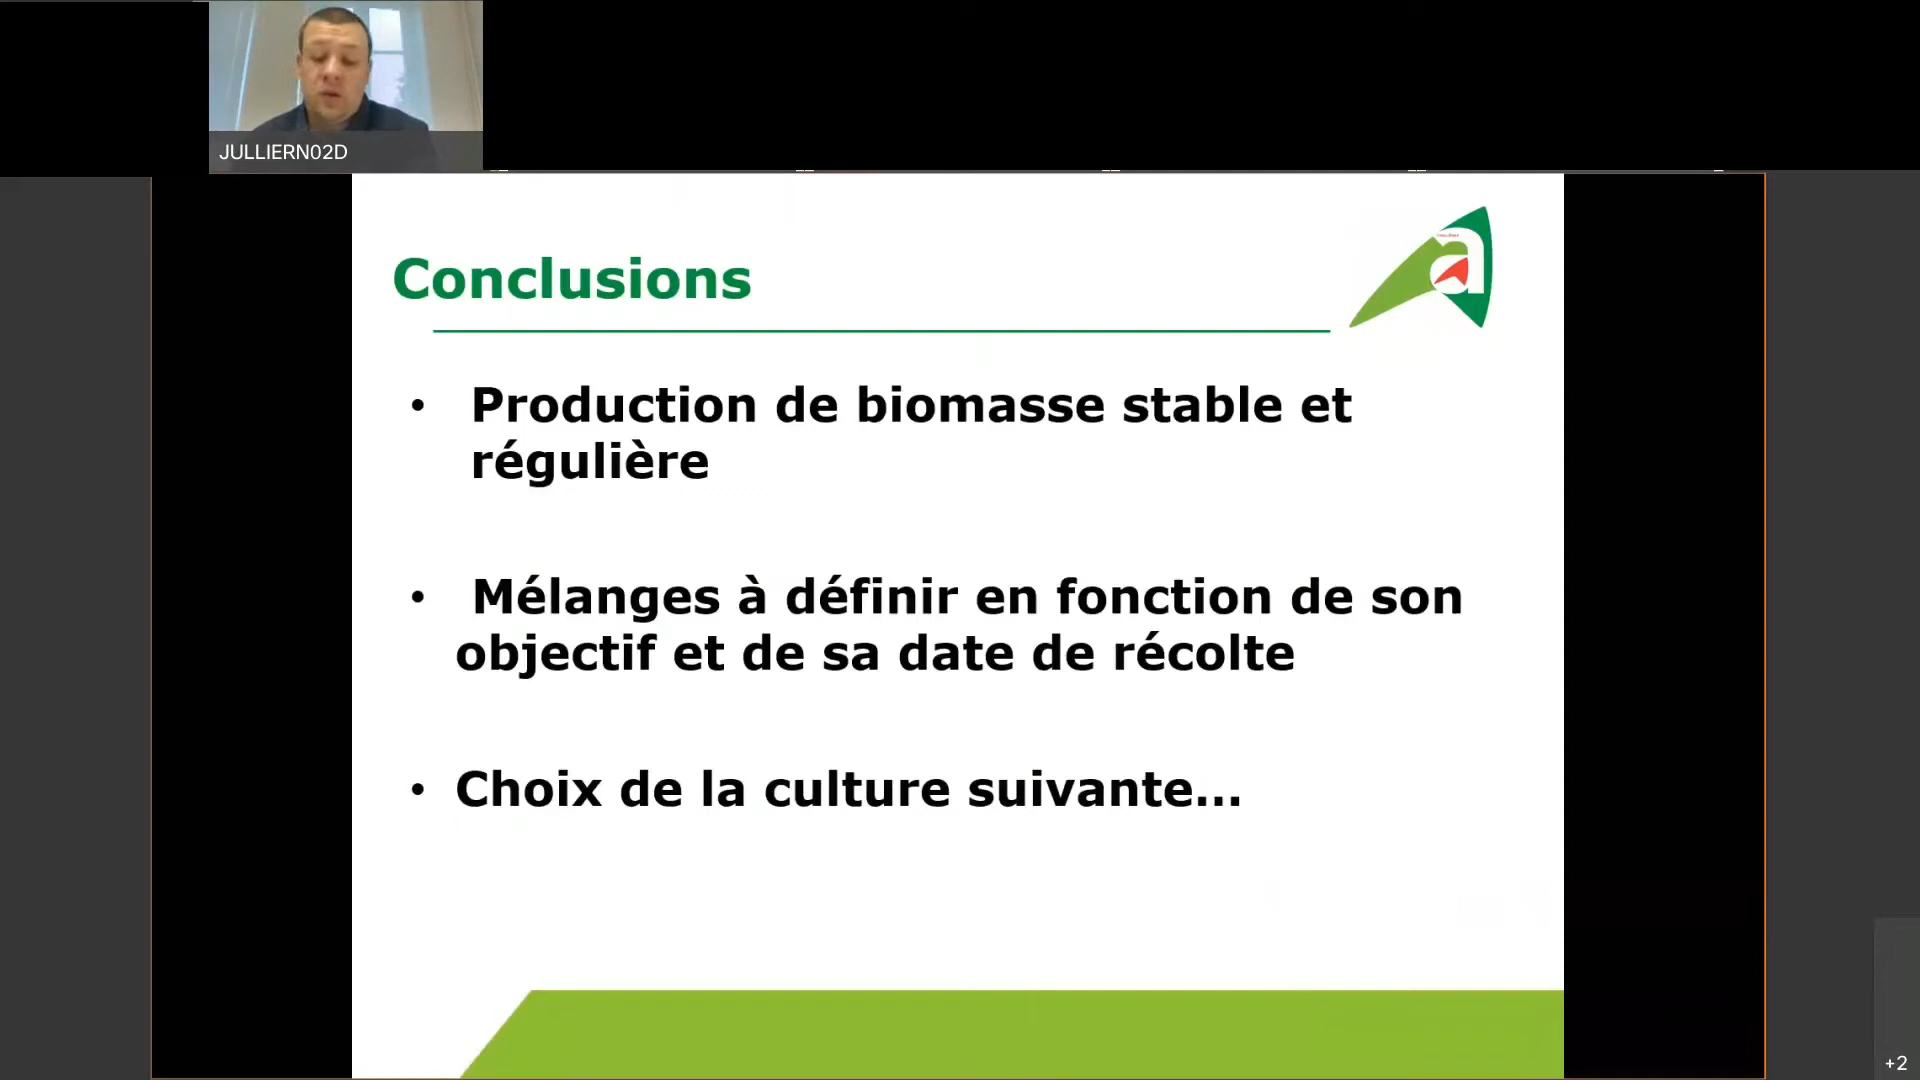 JULLIERN02D
Conclusions
• Production de biomasse stable et
régulière
• Mélanges à définir en fonction de son
objectif et de sa date de récolte
• Choix de la culture suivante...
+2